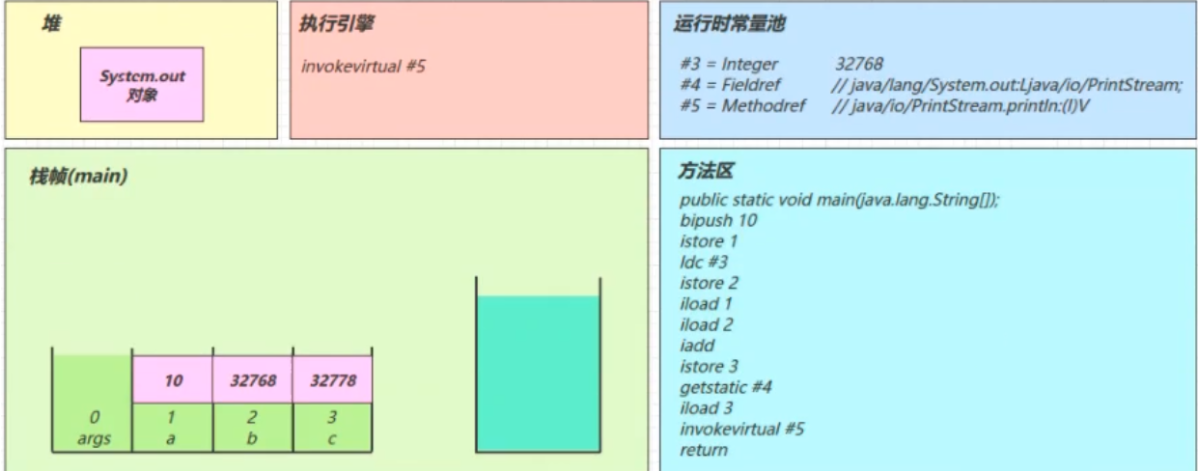 堆
System.out
对象
执行引擎
invokevirtual #5
运行时常量池
#3 = Integer 32768
#4 = Fieldref // java/lang/System.out:Ljava/io/PrintStream;
#5 = Methodref // java/io/PrintStream.println:(I)V
栈帧(main)
10 32768 32778
0 1 2 3
args a b c
方法区
public static void main(java.lang.String[]);
bipush 10
istore 1
ldc #3
istore 2
iload 1
iload 2
iadd
istore 3
getstatic #4
iload 3
invokevirtual #5
return